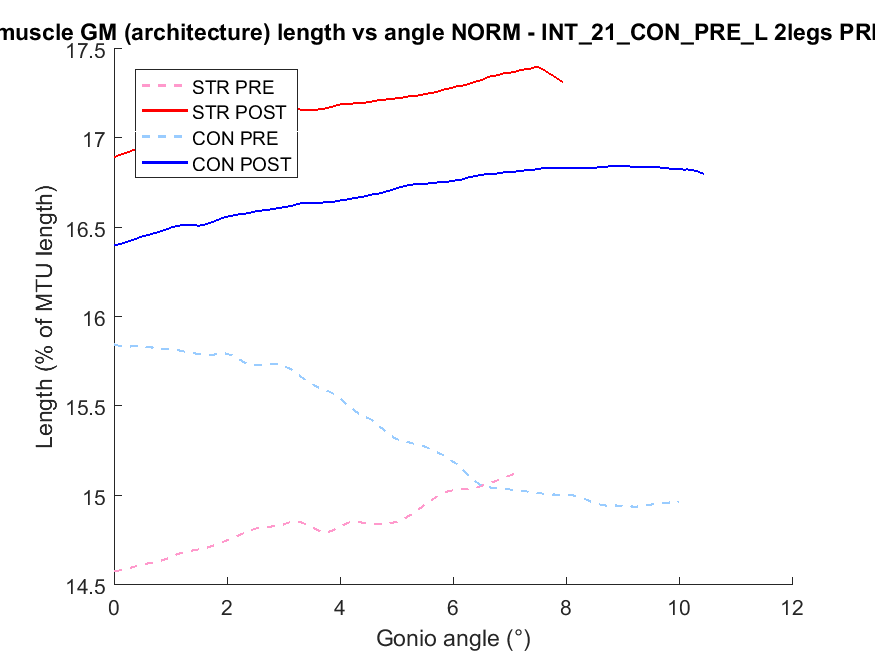 muscle GM (architecture) length vs angle NORM - INT_21_CON_PRE_L 2legs
17.5
17
16.5
16
15.5
15
14.5
Length (% of MTU length)
STR PRE
STR POST
CON PRE
CON POST
0 2 4 6 8 10 12
Gonio angle (°)